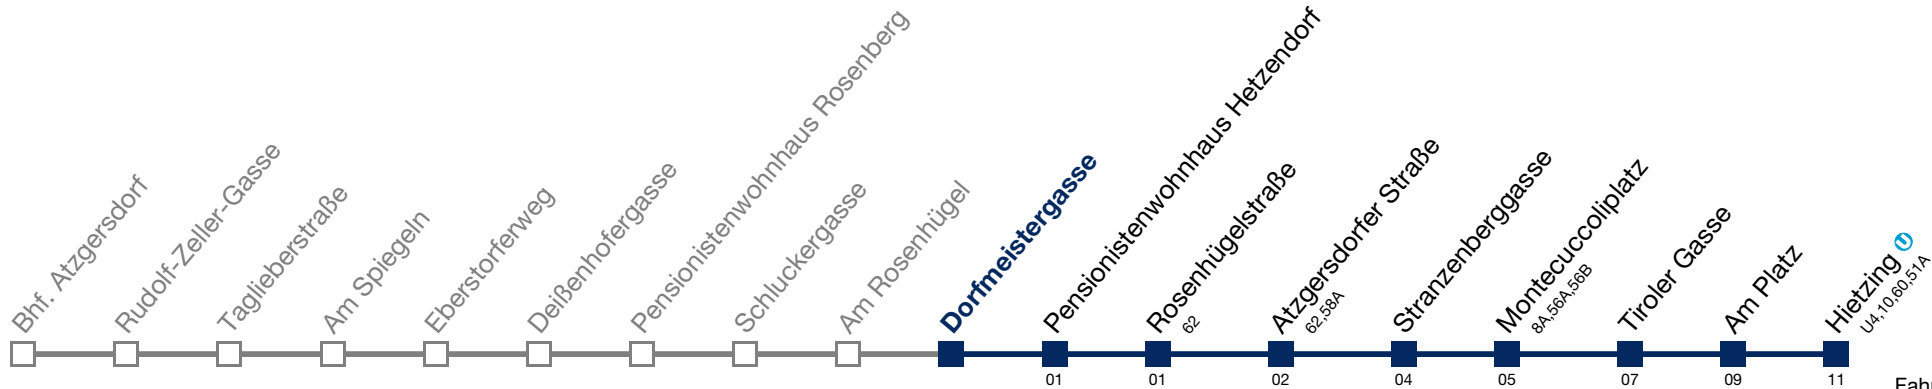 Bhf. Atzgersdorf
Rudolf-Zeller-Gasse
Taglieberstraße
Am Spiegeln
Eberstorferweg
Deißenhofergasse
Pensionistenwohnhaus Rosenberg
Schluckergasse
Am Rosenhügel
Dorfmeistergasse
Pensionistenwohnhaus Hetzendorf
Rosenhügelstraße
62
Atzgersdorfer Straße
62,58A
Stranzenberggasse
Montecuccoliplatz
8A,56A,56B
Tiroler Gasse
Am Platz
Hietzing U
U4,10,60,51A
01 01 02 04 05 07 09 11